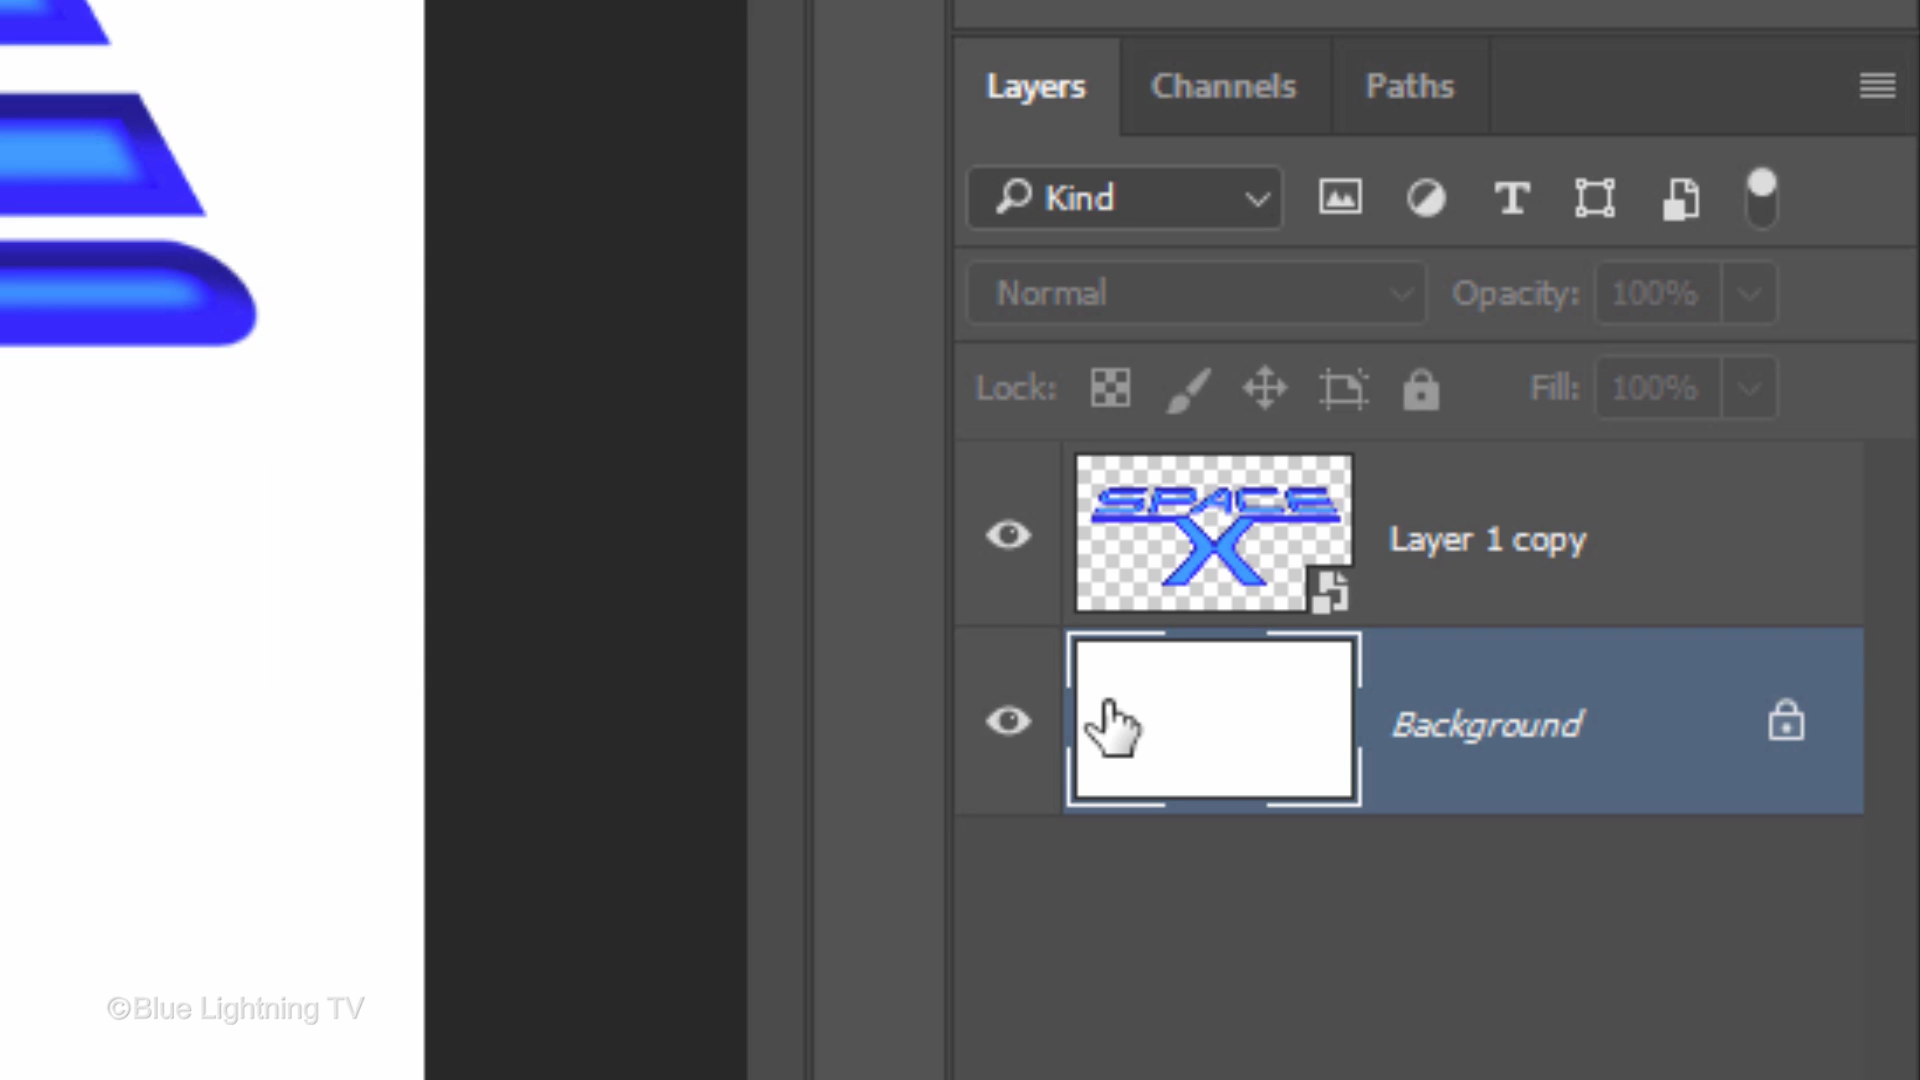 Layers Channels Paths
Kind T
Normal Opacity: 100%
Lock: Fill: 100%
SPACE
X
Layer 1 copy
Background
©Blue Lightning TV